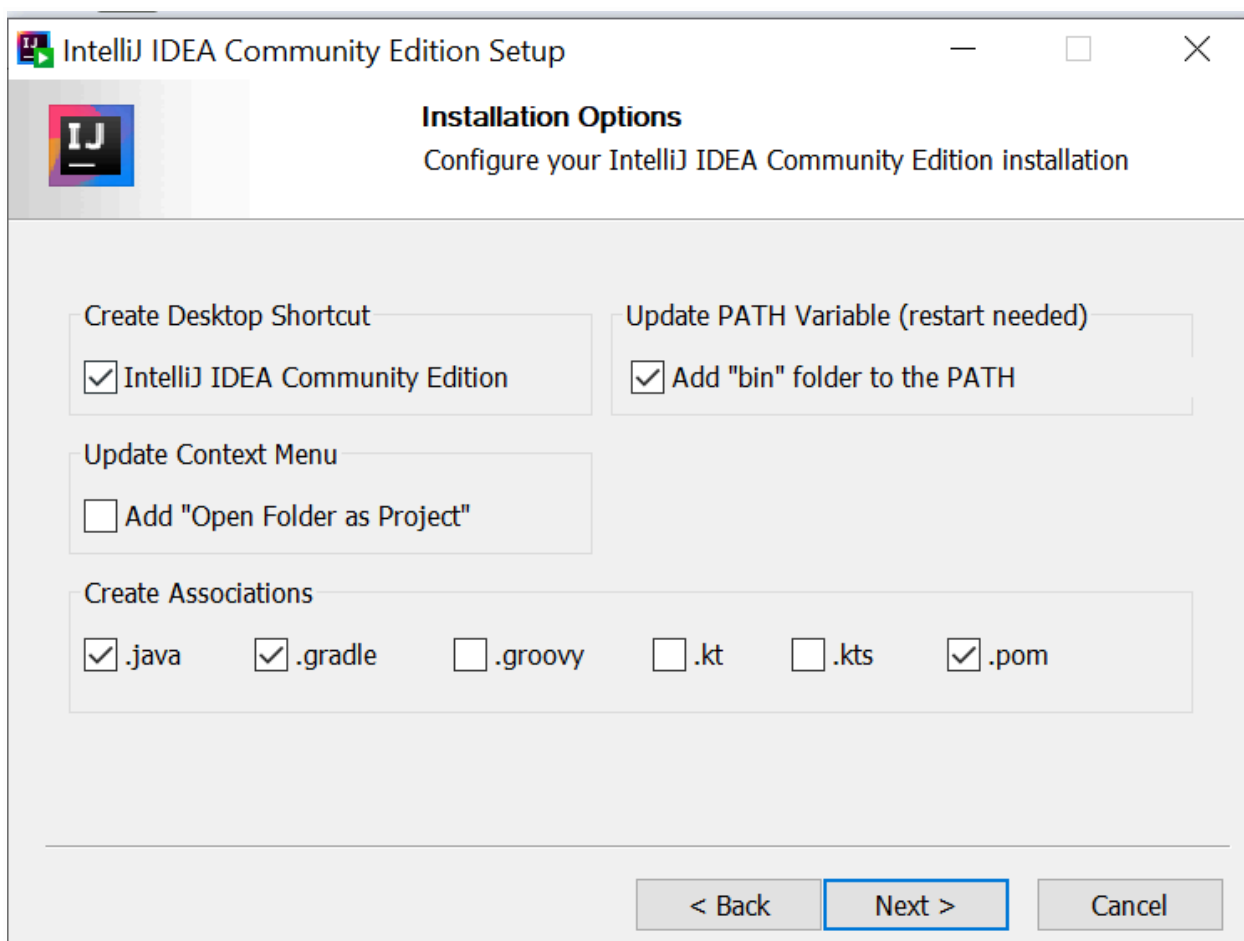 IntelliJ IDEA Community Edition Setup
IJ
Installation Options
Configure your IntelliJ IDEA Community Edition installation
Create Desktop Shortcut
IntelliJ IDEA Community Edition
Update PATH Variable (restart needed)
Add "bin" folder to the PATH
Update Context Menu
Add "Open Folder as Project"
Create Associations
.java .gradle .groovy .kt .kts .pom
< Back Next > Cancel